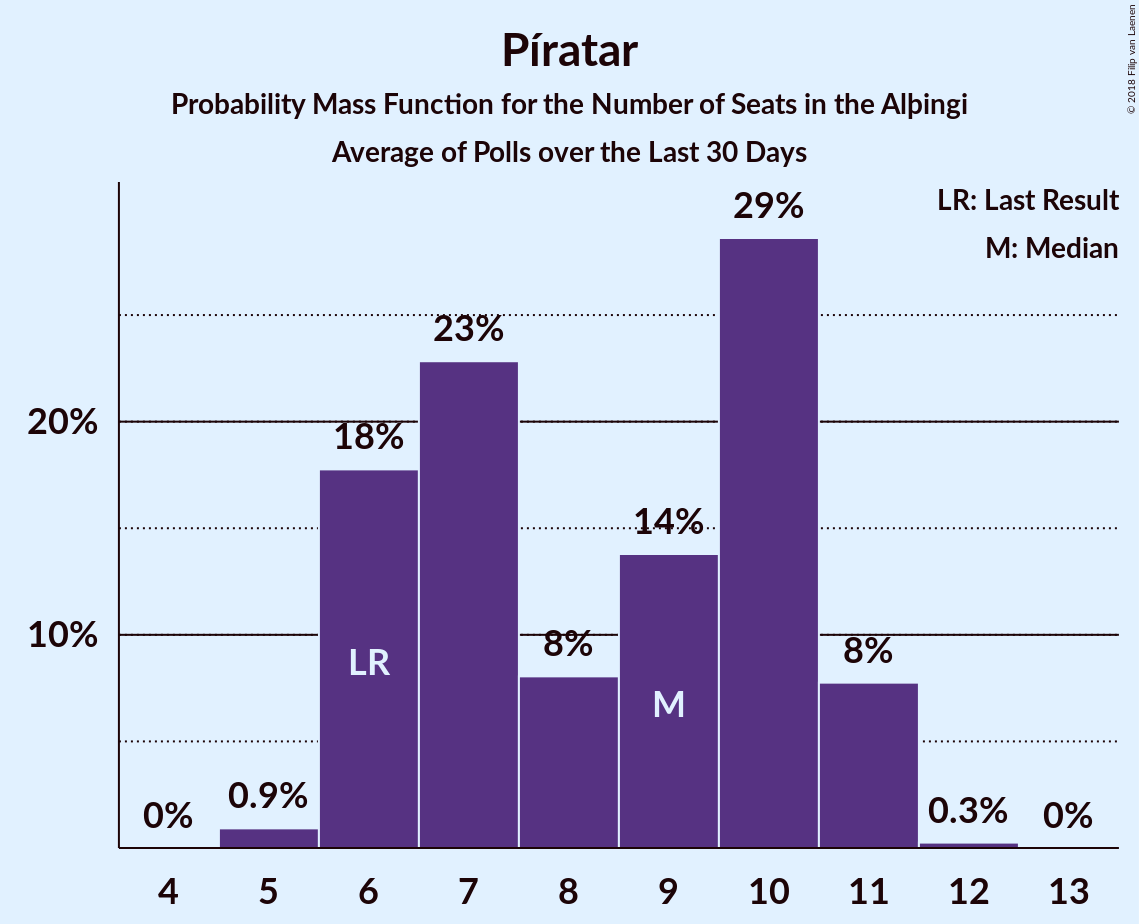 Píratar
Probability Mass Function for the Number of Seats in the Alþingi
Average of Polls over the Last 30 Days
© 2018 Filip van Laenen
LR: Last Result
M: Median
20%
10%
0%
0.9%
18%
23%
8%
14%
29%
8%
0.3%
0%
LR
M
4 5 6 7 8 9 10 11 12 13